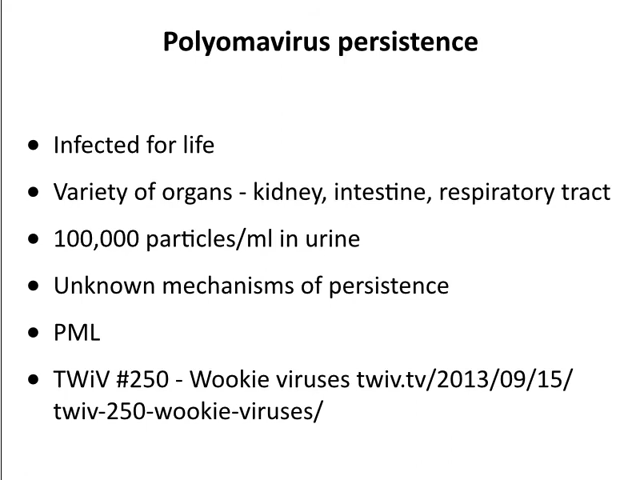 Polyomavirus persistence
• Infected for life
• Variety of organs - kidney, intestine, respiratory tract
• 100,000 particles/ml in urine
• Unknown mechanisms of persistence
• PML
• TWiV #250 - Wookie viruses twiv.tv/2013/09/15/
twiv-250-wookie-viruses/